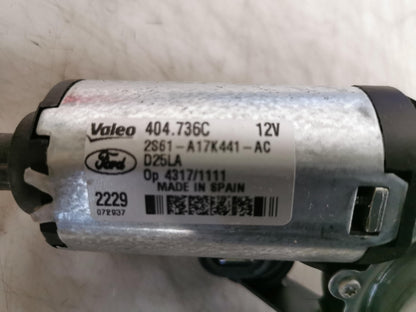 Valeo 404.736C 12V
2S61-A17K441-AC
Ford D25LA
Op 4317/1111
MADE IN SPAIN
2229
072937